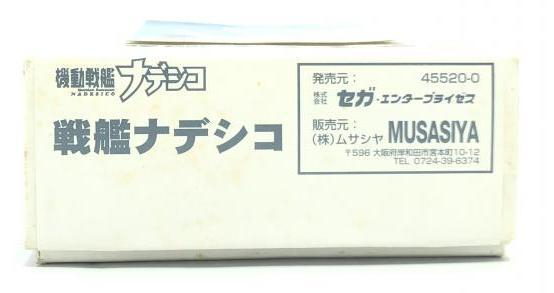 機動戦艦ナデシコ
NADESICO
戦艦ナデシコ
発売元： 45520-0
株式会社 セガ・エンタープライゼス
販売元：
(株)ムサシヤ MUSASIYA
〒596 大阪府岸和田市宮本町10-12
TEL 0724-39-6374